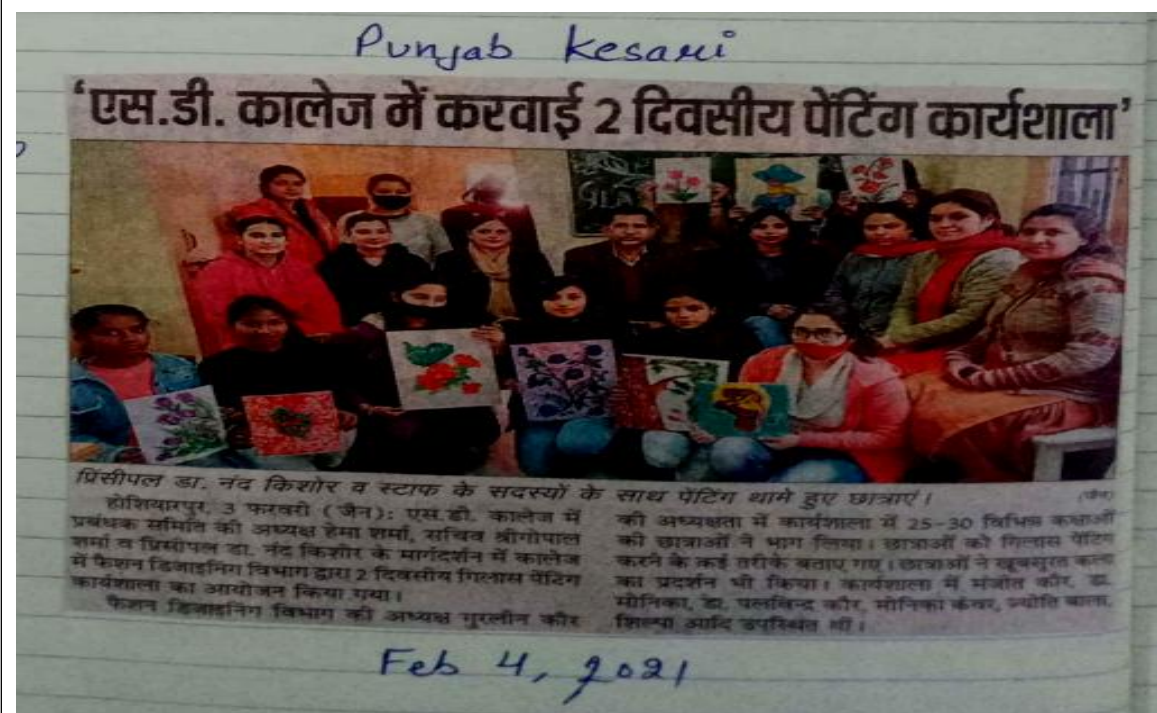 Punjab Kesari
‘एस.डी. कालेज में करवाई 2 दिवसीय पेंटिंग कार्यशाला’
प्रिंसीपल डा. नंद किशोर व स्टाफ के सदस्यों के साथ पेंटिंग थामे हुए छात्राएं। (जैन)
होशियारपुर, 3 फरवरी (जैन): एस.डी. कालेज में
प्रबंधक समिति की अध्यक्ष हेमा शर्मा, सचिव श्रीगोपाल
शर्मा व प्रिंसीपल डा. नंद किशोर के मार्गदर्शन में कालेज
में फैशन डिजाइनिंग विभाग द्वारा 2 दिवसीय गिलास पेंटिंग
कार्यशाला का आयोजन किया गया।
फैशन डिजाइनिंग विभाग की अध्यक्ष गुरलीन कौर
की अध्यक्षता में कार्यशाला में 25-30 विभिन्न कक्षाओं
की छात्राओं ने भाग लिया। छात्राओं को गिलास पेंटिंग
करने के कई तरीके बताए गए। छात्राओं ने खूबसूरत कला
का प्रदर्शन भी किया। कार्यशाला में मंजीत कौर, डा.
मोनिका, डा. पलविन्द्र कौर, मोनिका कंवर, ज्योति बाला,
शिल्पा आदि उपस्थित थीं।
Feb 4, 2021